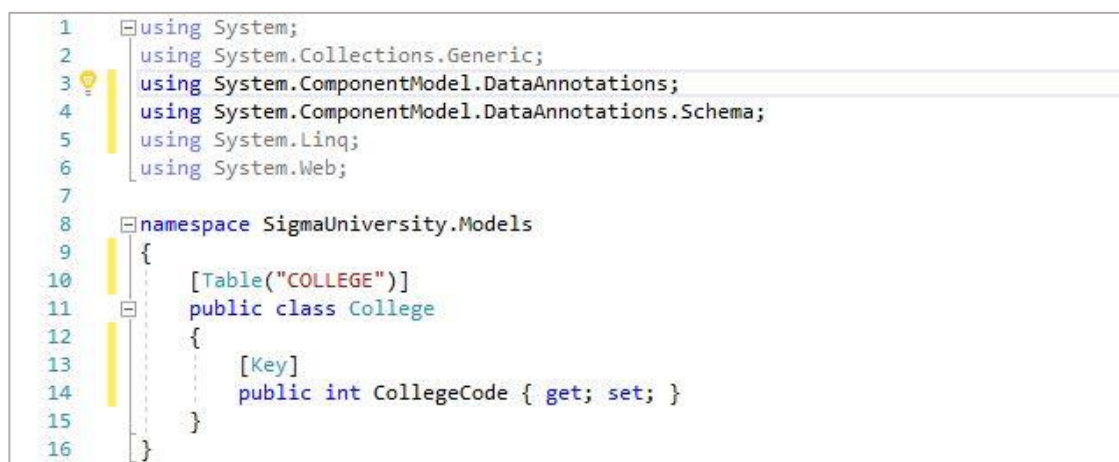 1 using System;
2 using System.Collections.Generic;
3 using System.ComponentModel.DataAnnotations;
4 using System.ComponentModel.DataAnnotations.Schema;
5 using System.Linq;
6 using System.Web;
7
8 namespace SigmaUniversity.Models
9 {
10 [Table("COLLEGE")]
11 public class College
12 {
13 [Key]
14 public int CollegeCode { get; set; }
15 }
16 }